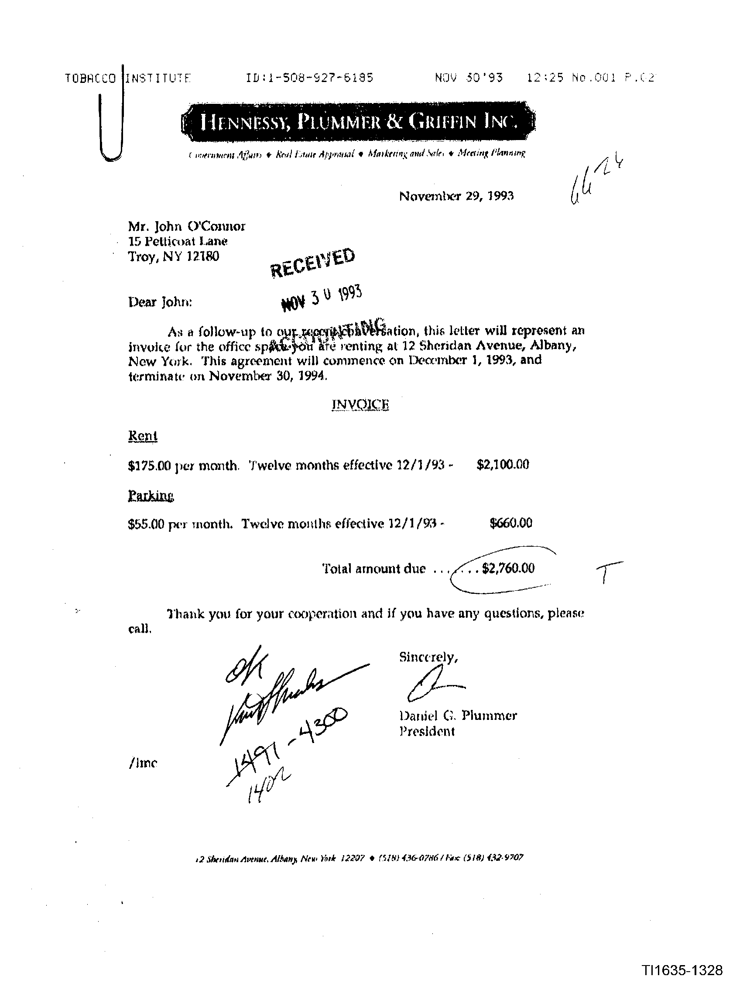 TOBACCO INSTITUTE ID:1-508-927-6185 NOV 30'93 12:25 No.001 P.02
HENNESSY, PLUMMER & GRIFFIN INC.
Government Affairs ♦ Real Estate Appraisal ♦ Marketing and Sales ♦ Meeting Planning
November 29, 1993
Mr. John O'Connor
15 Petticoat Lane
Troy, NY 12180
RECEIVED
NOV 30 1993
Dear John:
As a follow-up to our recent conversation, this letter will represent an
invoice for the office space you are renting at 12 Sheridan Avenue, Albany,
New York. This agreement will commence on December 1, 1993, and
terminate on November 30, 1994.
INVOICE
Rent
$175.00 per month. Twelve months effective 12/1/93 - $2,100.00
Parking
$55.00 per month. Twelve months effective 12/1/93 - $660.00
Total amount due . . . . . . . $2,760.00
T
Thank you for your cooperation and if you have any questions, please
call.
OK
Sincerely,
Daniel G. Plummer
President
1491-4300
1402
/lmc
12 Sheridan Avenue, Albany, New York 12207 ♦ (518) 436-0786 / Fax: (518) 432-9707
TI1635-1328